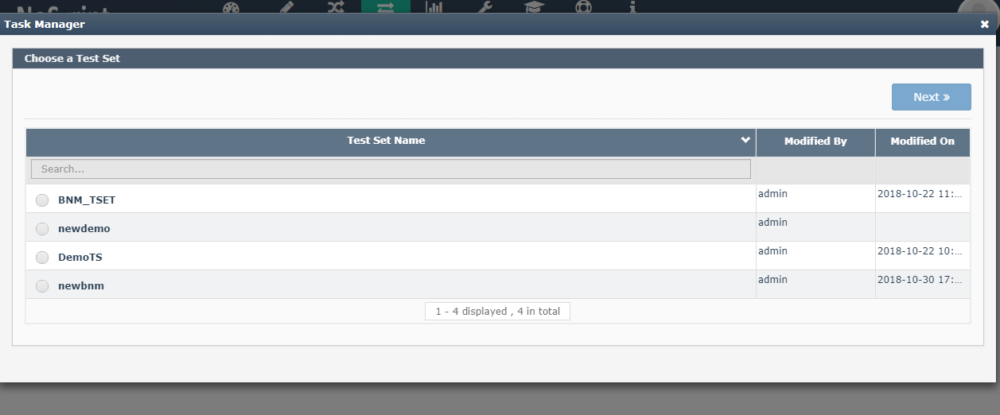 Task Manager
Choose a Test Set
Next »
Test Set Name Modified By Modified On
Search...
BNM_TSET admin 2018-10-22 11:...
newdemo admin
DemoTS admin 2018-10-22 10:...
newbnm admin 2018-10-30 17:...
1 - 4 displayed , 4 in total